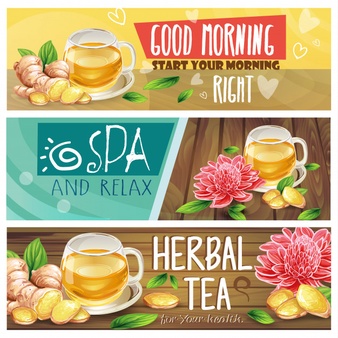 GOOD MORNING
START YOUR MORNING
RIGHT
SPA
AND RELAX
HERBAL
TEA
for your health.